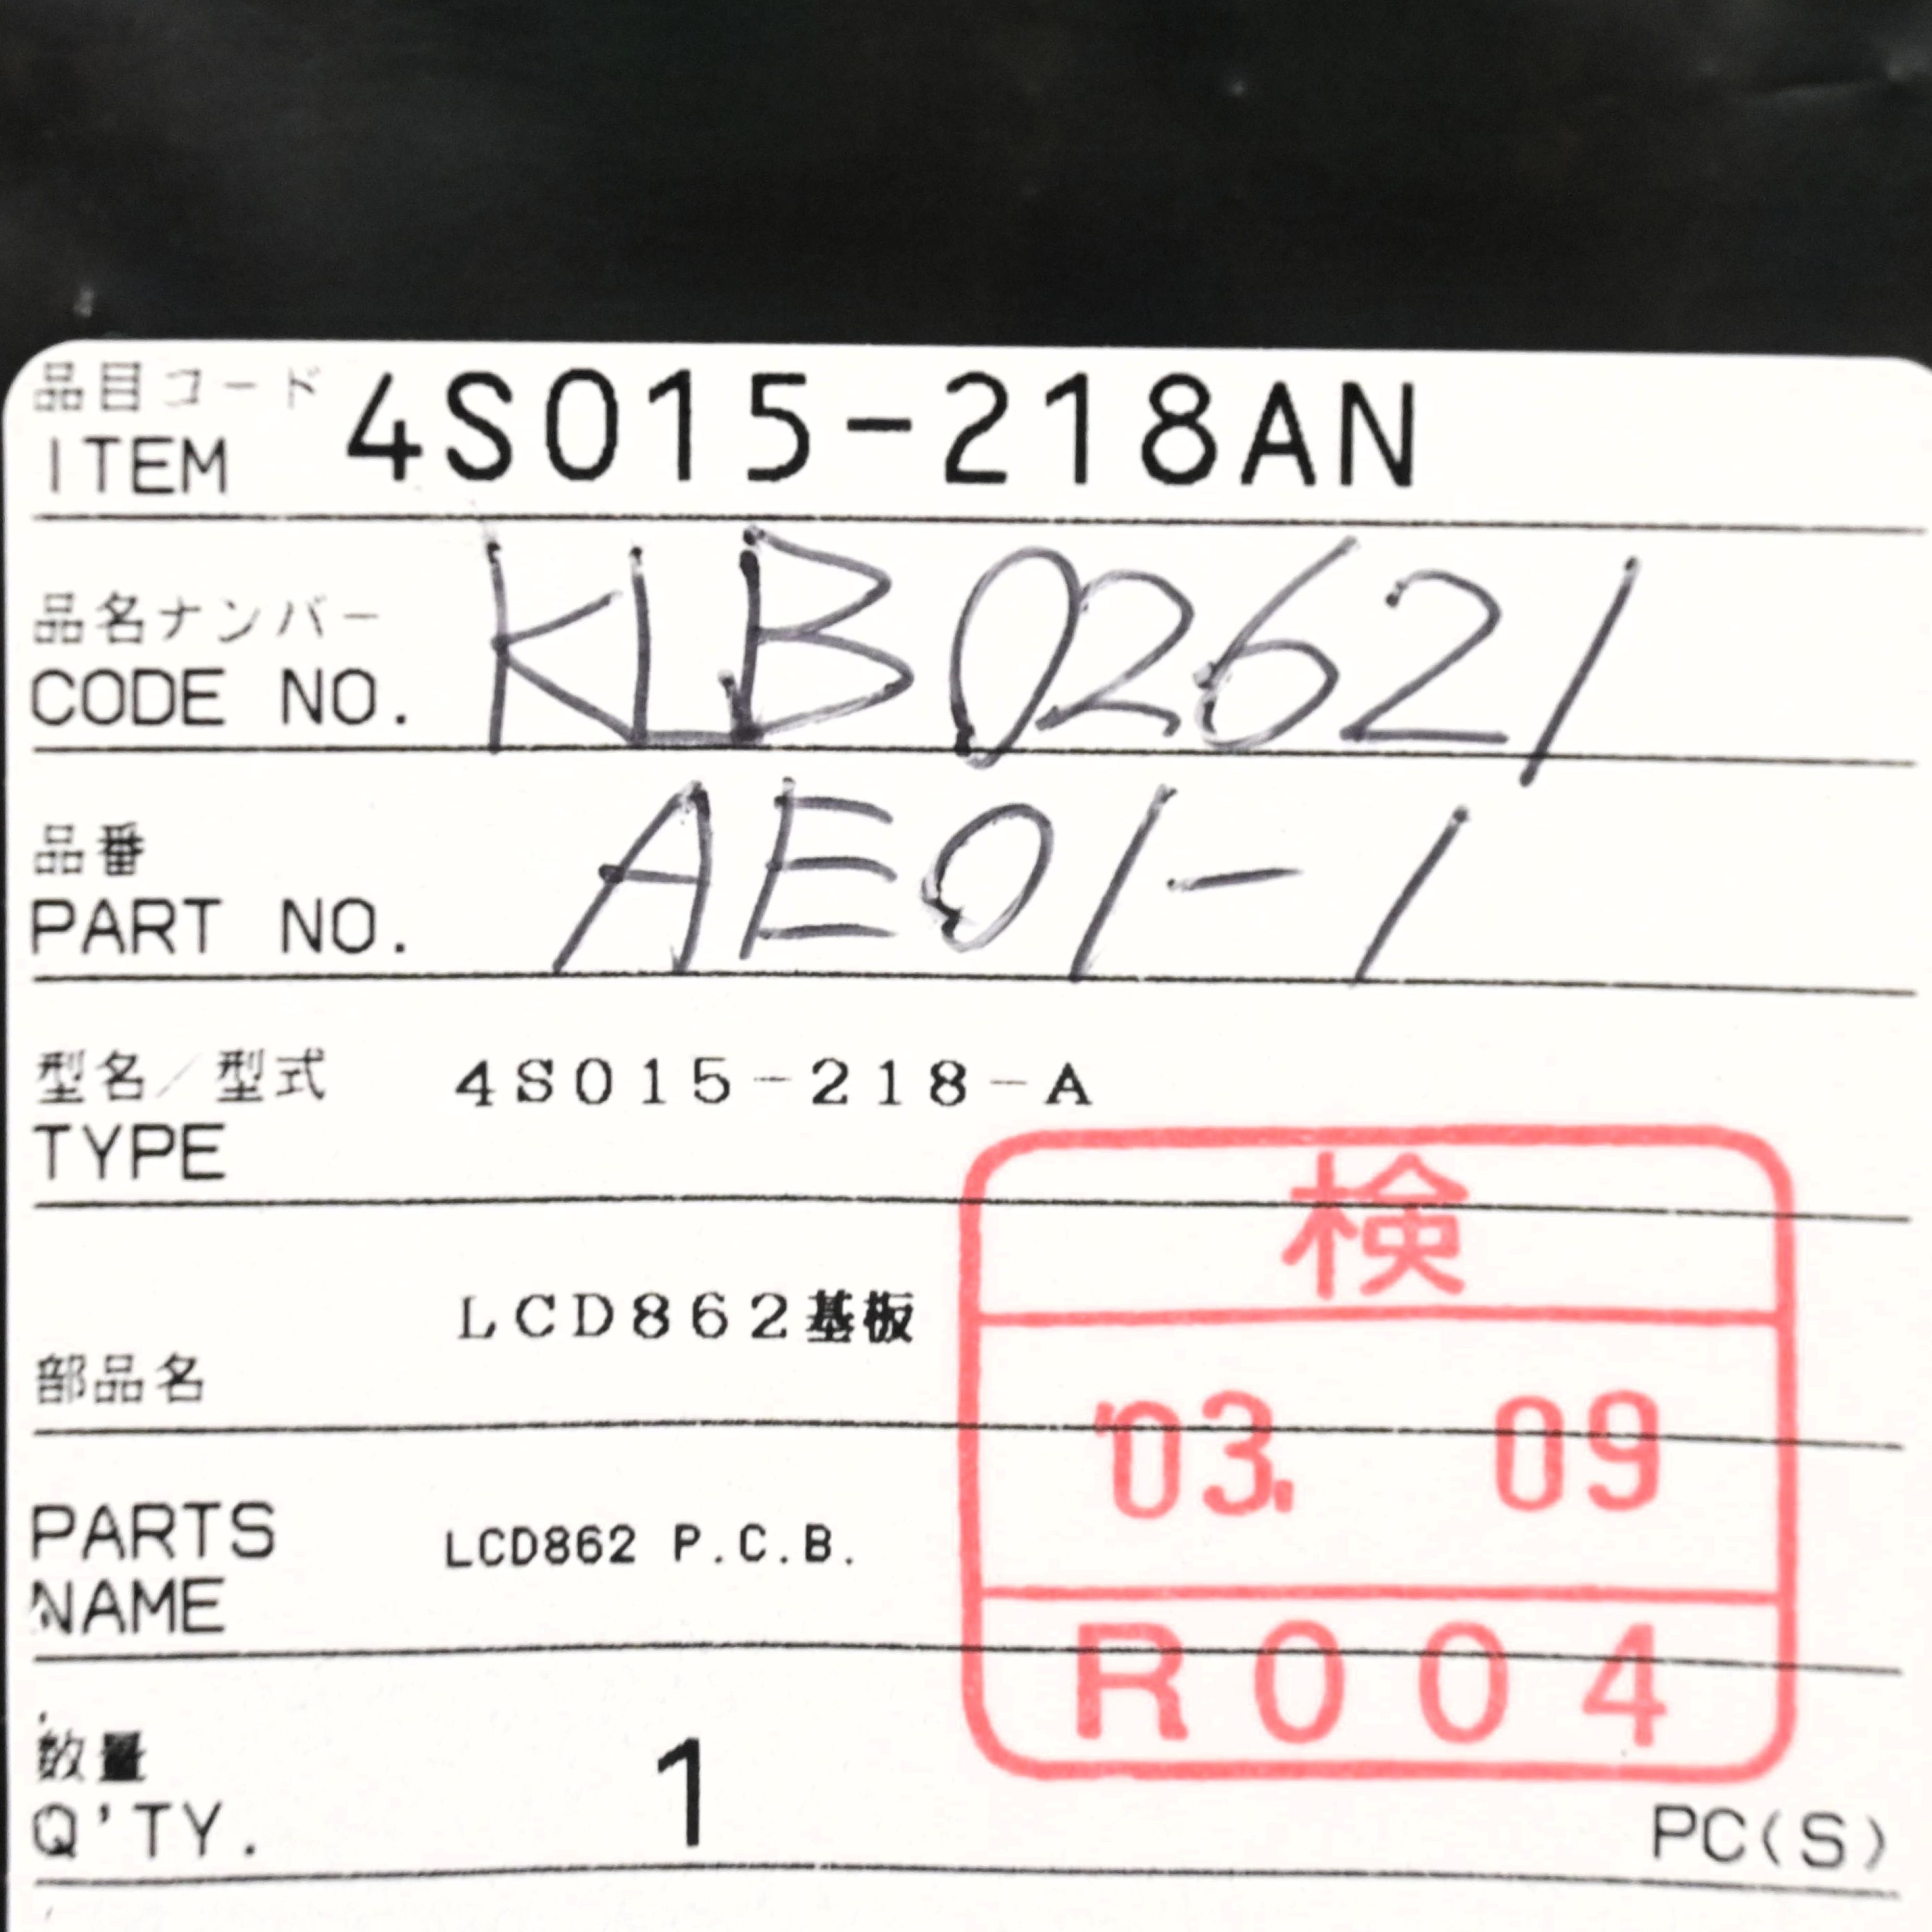 品目コード
ITEM 4S015-218AN
品名ナンバー
CODE NO. KLB02621
品番
PART NO. AE01-1
型名／型式 4S015-218-A
TYPE
検
LCD862基板
部品名
'03. 09
PARTS NAME LCD862 P.C.B.
R004
数量
Q'TY. 1 PC(S)